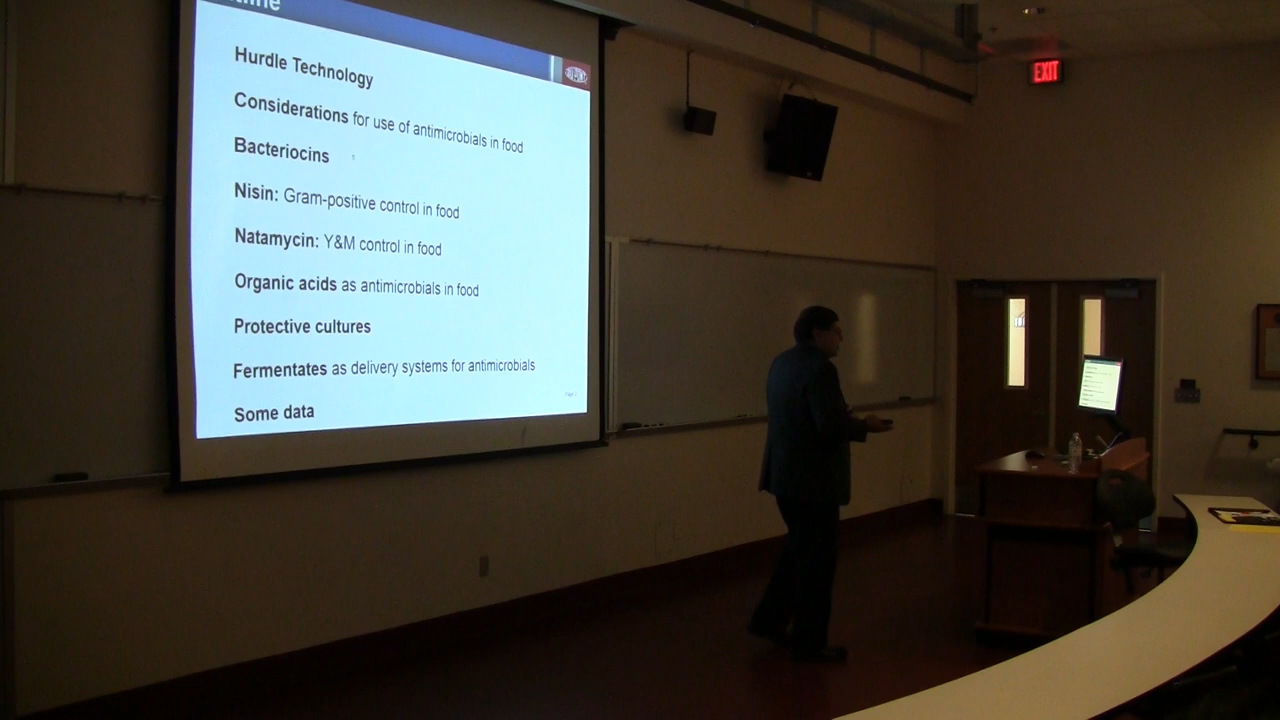 Hurdle Technology
Considerations for use of antimicrobials in food
Bacteriocins
Nisin: Gram-positive control in food
Natamycin: Y&M control in food
Organic acids as antimicrobials in food
Protective cultures
Fermentates as delivery systems for antimicrobials
Some data
EXIT